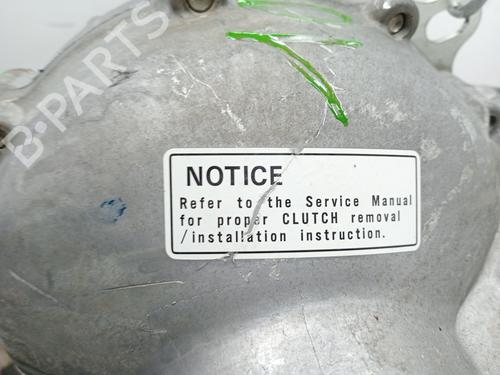 B-PARTS
NOTICE
Refer to the Service Manual
for proper CLUTCH removal
/installation instruction.